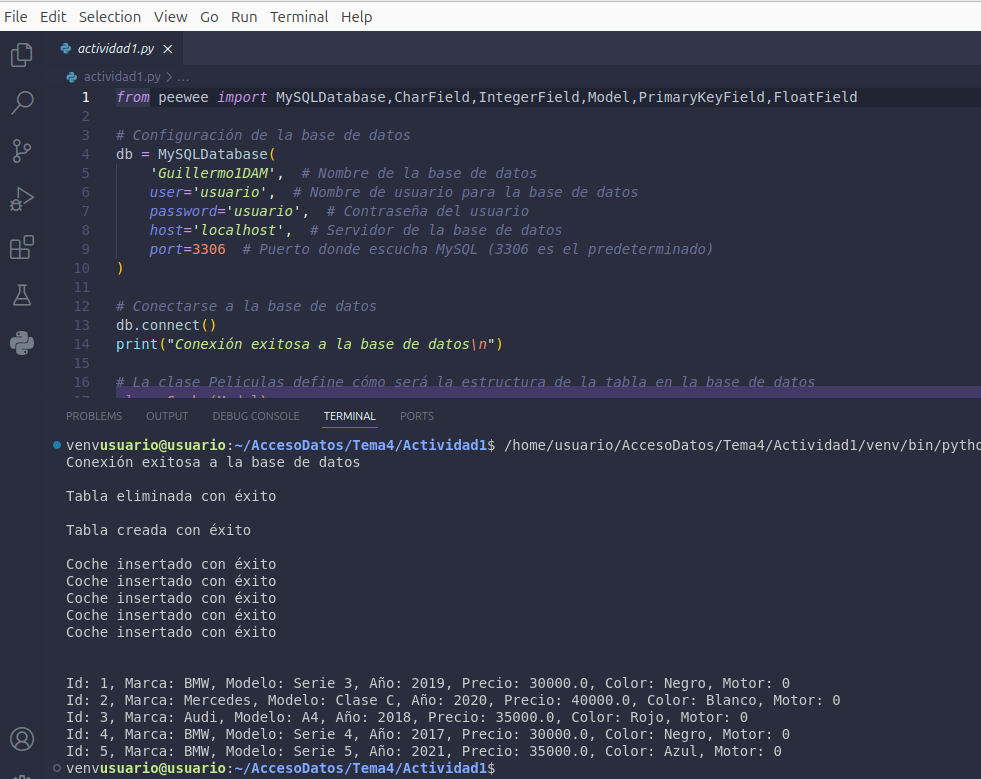 File Edit Selection View Go Run Terminal Help
actividad1.py
actividad1.py > ...
1 from peewee import MySQLDatabase,CharField,IntegerField,Model,PrimaryKeyField,FloatField
2
3 # Configuración de la base de datos
4 db = MySQLDatabase(
5 'Guillermo1DAM', # Nombre de la base de datos
6 user='usuario', # Nombre de usuario para la base de datos
7 password='usuario', # Contraseña del usuario
8 host='localhost', # Servidor de la base de datos
9 port=3306 # Puerto donde escucha MySQL (3306 es el predeterminado)
10 )
11
12 # Conectarse a la base de datos
13 db.connect()
14 print("Conexión exitosa a la base de datos\n")
15
16 # La clase Peliculas define cómo será la estructura de la tabla en la base de datos
PROBLEMS OUTPUT DEBUG CONSOLE TERMINAL PORTS
venvusuario@usuario:~/AccesoDatos/Tema4/Actividad1$ /home/usuario/AccesoDatos/Tema4/Actividad1/venv/bin/pytho
Conexión exitosa a la base de datos
Tabla eliminada con éxito
Tabla creada con éxito
Coche insertado con éxito
Coche insertado con éxito
Coche insertado con éxito
Coche insertado con éxito
Coche insertado con éxito
Id: 1, Marca: BMW, Modelo: Serie 3, Año: 2019, Precio: 30000.0, Color: Negro, Motor: 0
Id: 2, Marca: Mercedes, Modelo: Clase C, Año: 2020, Precio: 40000.0, Color: Blanco, Motor: 0
Id: 3, Marca: Audi, Modelo: A4, Año: 2018, Precio: 35000.0, Color: Rojo, Motor: 0
Id: 4, Marca: BMW, Modelo: Serie 4, Año: 2017, Precio: 30000.0, Color: Negro, Motor: 0
Id: 5, Marca: BMW, Modelo: Serie 5, Año: 2021, Precio: 35000.0, Color: Azul, Motor: 0
venvusuario@usuario:~/AccesoDatos/Tema4/Actividad1$